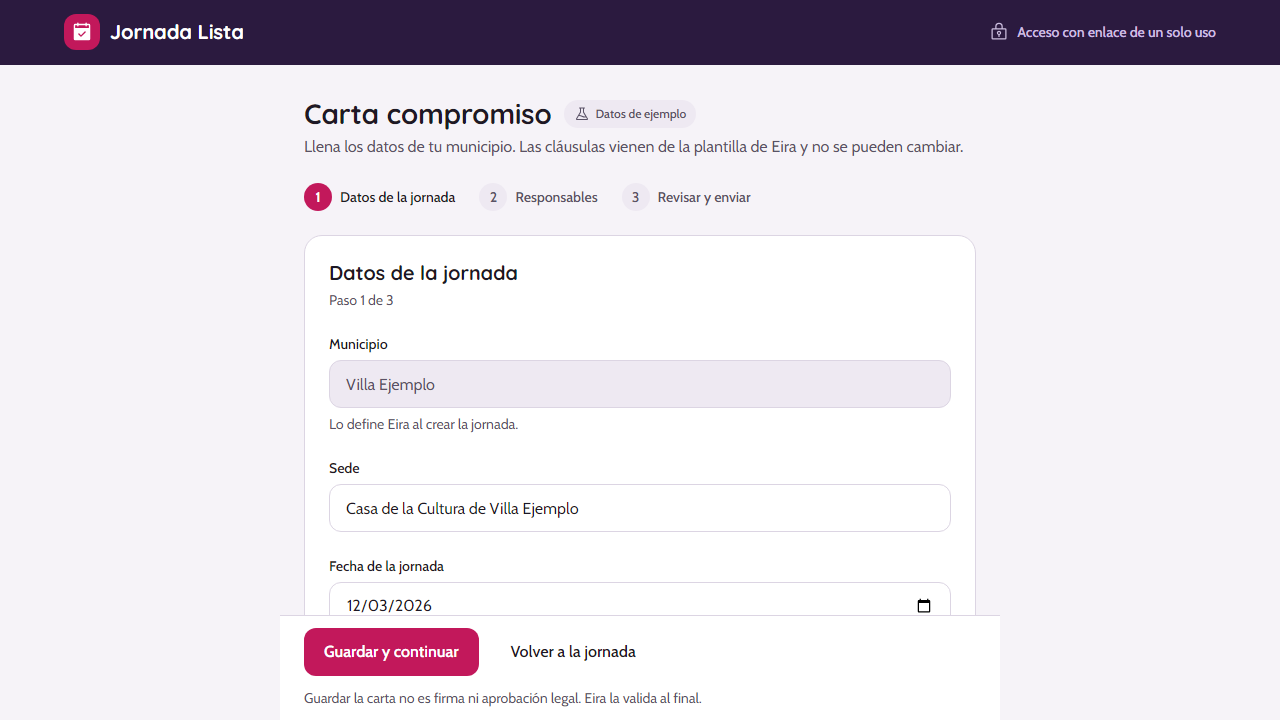 Jornada Lista
Acceso con enlace de un solo uso
Carta compromiso
Datos de ejemplo
Llena los datos de tu municipio. Las cláusulas vienen de la plantilla de Eira y no se pueden cambiar.
1 Datos de la jornada
2 Responsables
3 Revisar y enviar
Datos de la jornada
Paso 1 de 3
Municipio
Villa Ejemplo
Lo define Eira al crear la jornada.
Sede
Casa de la Cultura de Villa Ejemplo
Fecha de la jornada
12/03/2026
Guardar y continuar
Volver a la jornada
Guardar la carta no es firma ni aprobación legal. Eira la valida al final.